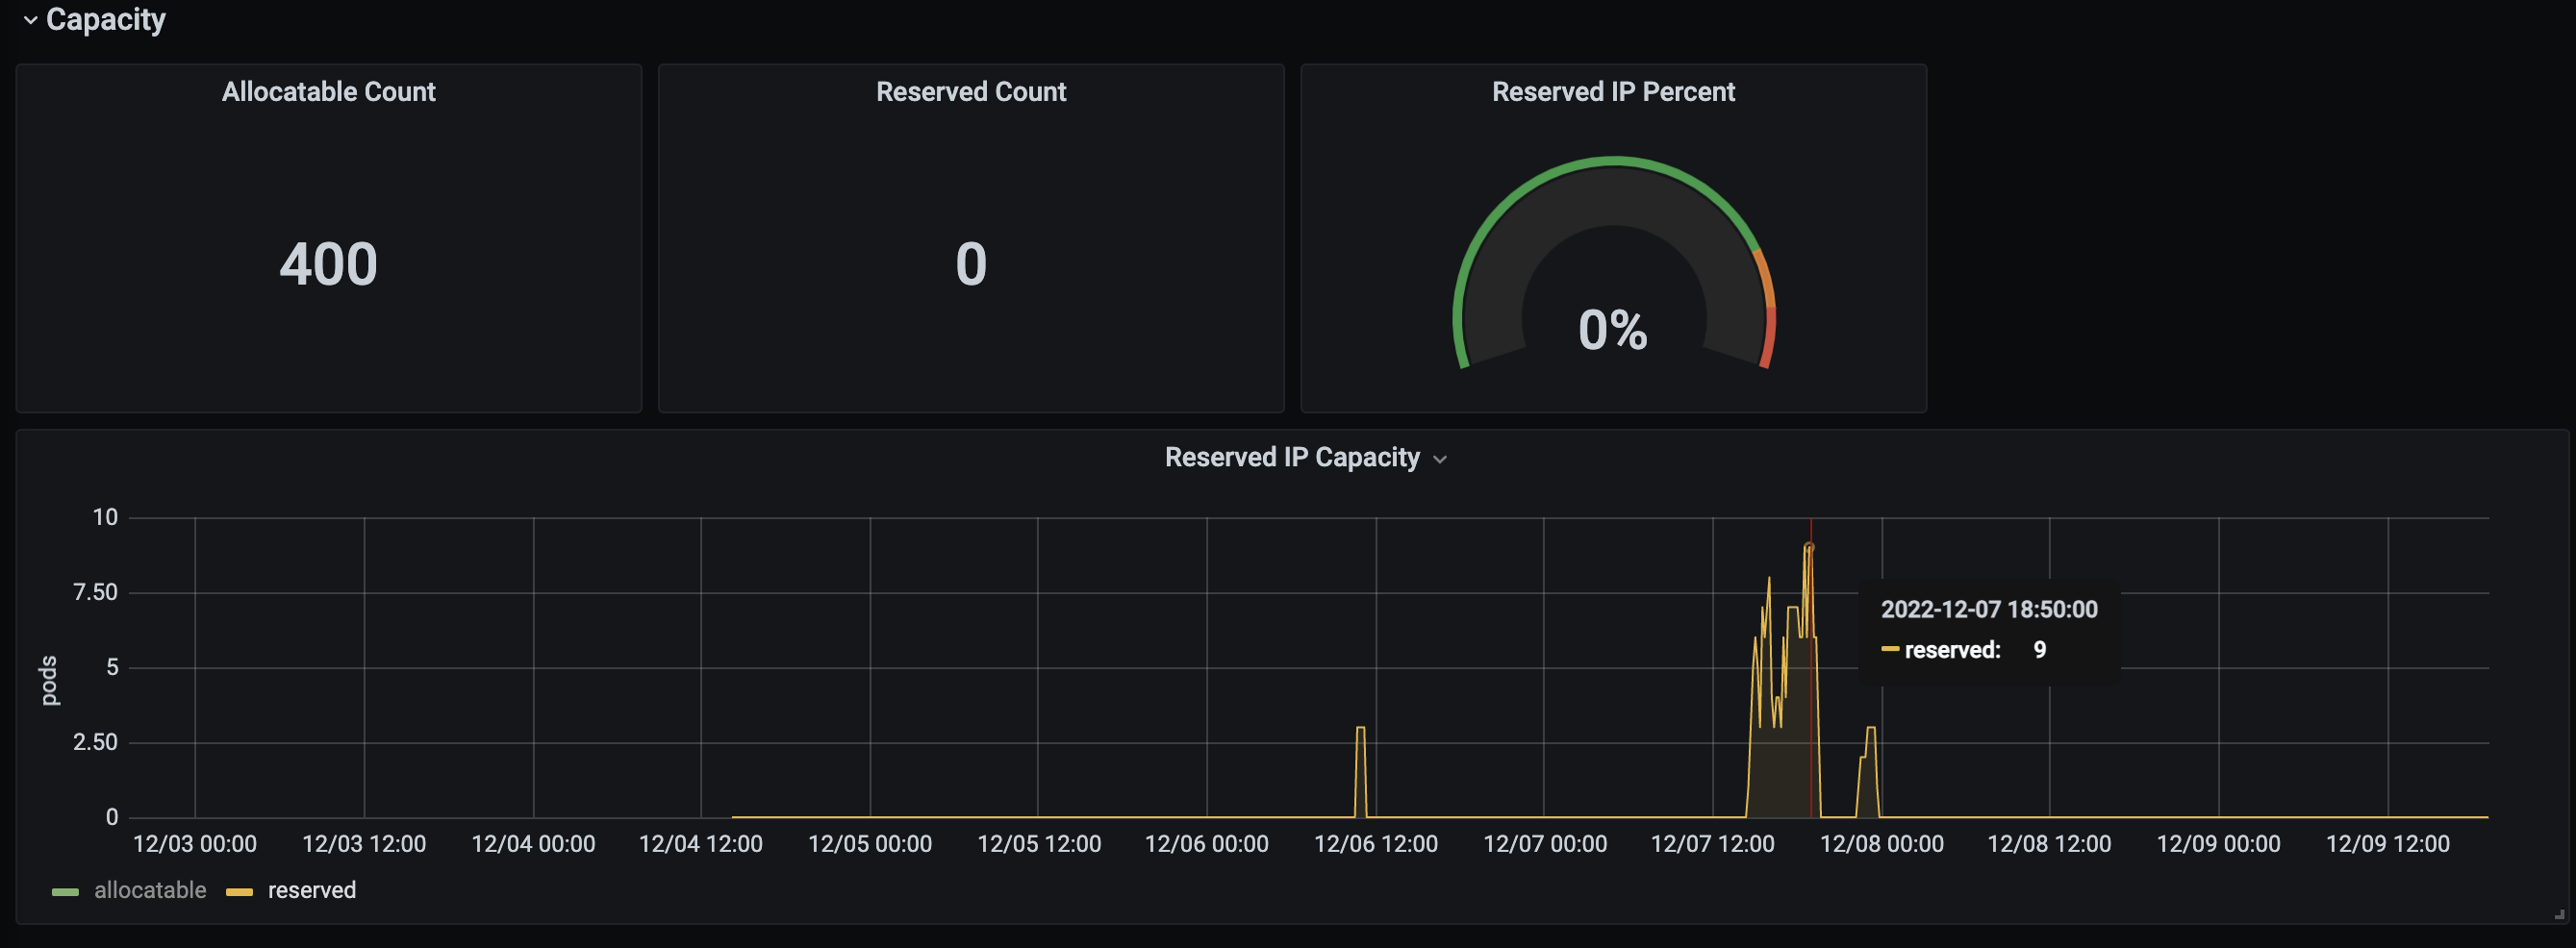 Capacity
Allocatable Count
Reserved Count
Reserved IP Percent
400
0
0%
Reserved IP Capacity
10
7.50
5
2.50
0
pods
2022-12-07 18:50:00
reserved: 9
12/03 00:00
12/03 12:00
12/04 00:00
12/04 12:00
12/05 00:00
12/05 12:00
12/06 00:00
12/06 12:00
12/07 00:00
12/07 12:00
12/08 00:00
12/08 12:00
12/09 00:00
12/09 12:00
allocatable
reserved